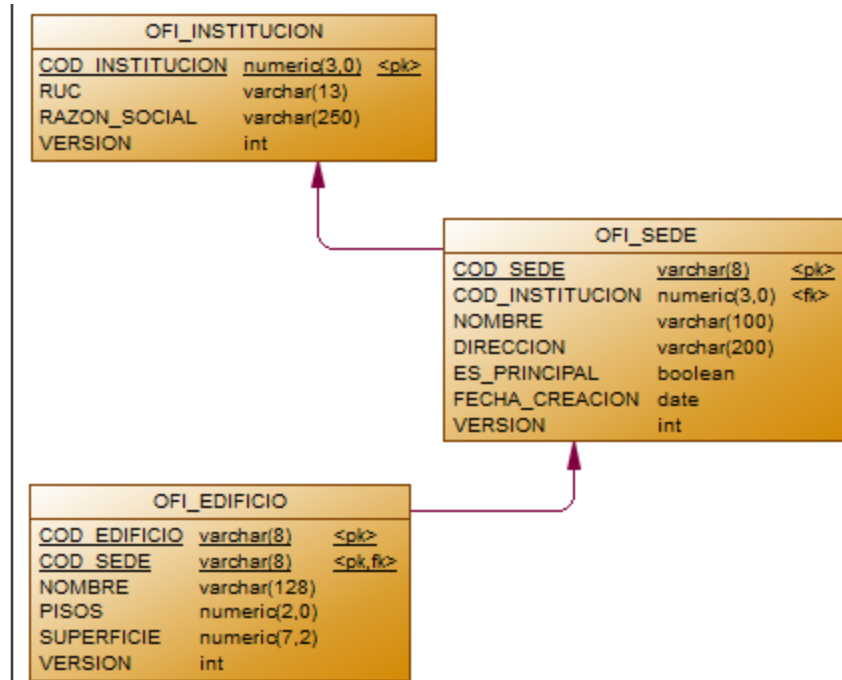 OFI_INSTITUCION
COD_INSTITUCION numeric(3,0) <pk>
RUC varchar(13)
RAZON_SOCIAL varchar(250)
VERSION int
OFI_SEDE
COD_SEDE varchar(8) <pk>
COD_INSTITUCION numeric(3,0) <fk>
NOMBRE varchar(100)
DIRECCION varchar(200)
ES_PRINCIPAL boolean
FECHA_CREACION date
VERSION int
OFI_EDIFICIO
COD_EDIFICIO varchar(8) <pk>
COD_SEDE varchar(8) <pk,fk>
NOMBRE varchar(128)
PISOS numeric(2,0)
SUPERFICIE numeric(7,2)
VERSION int